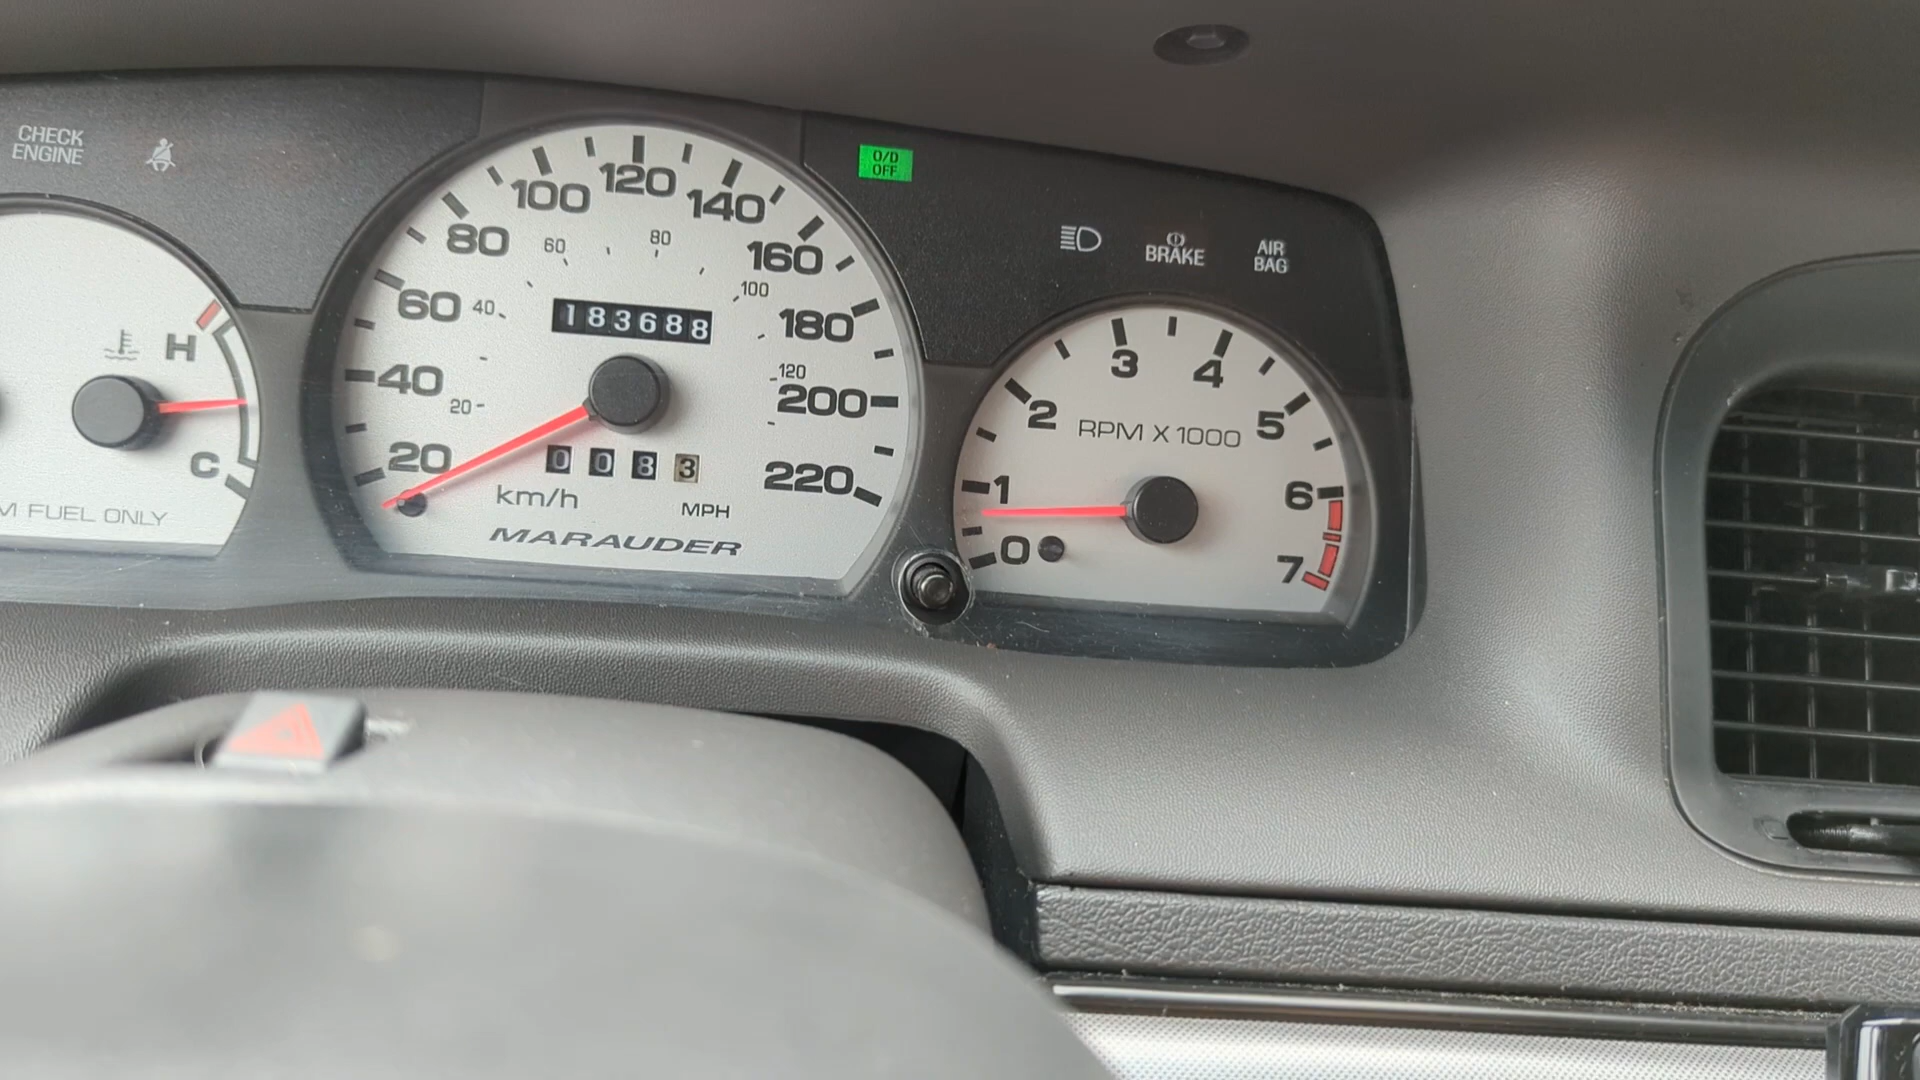 CHECK
ENGINE
H
C
M FUEL ONLY
20
40
60
80
100
120
140
160
180
200
220
20
40
60
80
100
120
183688
0083
km/h
MPH
MARAUDER
O/D
OFF
BRAKE
AIR
BAG
0
1
2
3
4
5
6
7
RPM X 1000